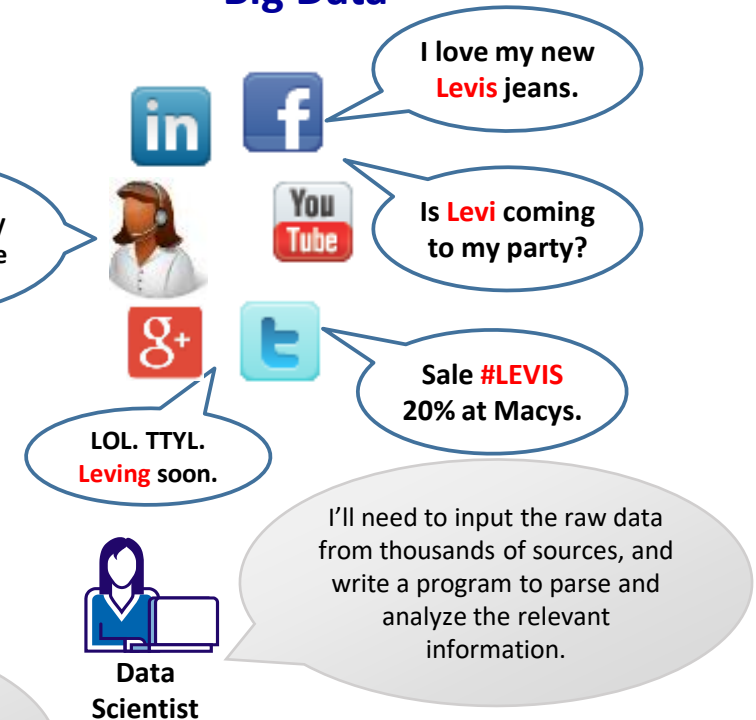 Big Data
I love my new
Levis jeans.
in
f
You
Tube
Is Levi coming
to my party?
g+
t
Sale #LEVIS
20% at Macys.
LOL. TTYL.
Leving soon.
I'll need to input the raw data
from thousands of sources, and
write a program to parse and
analyze the relevant
information.
Data
Scientist